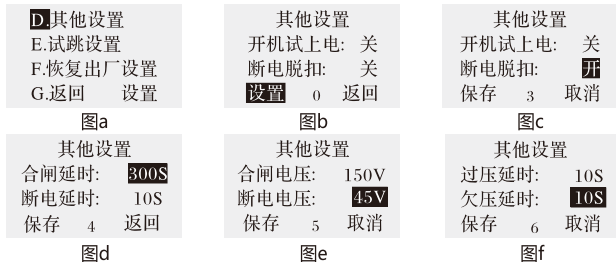 D.其他设置
E.试跳设置
F.恢复出厂设置
G.返回 设置
图a
其他设置
开机试上电: 关
断电脱扣: 关
设置 0 返回
图b
其他设置
开机试上电: 关
断电脱扣: 开
保存 3 取消
图c
其他设置
合闸延时: 300S
断电延时: 10S
保存 4 返回
图d
其他设置
合闸电压: 150V
断电电压: 45V
保存 5 取消
图e
其他设置
过压延时: 10S
欠压延时: 10S
保存 6 取消
图f